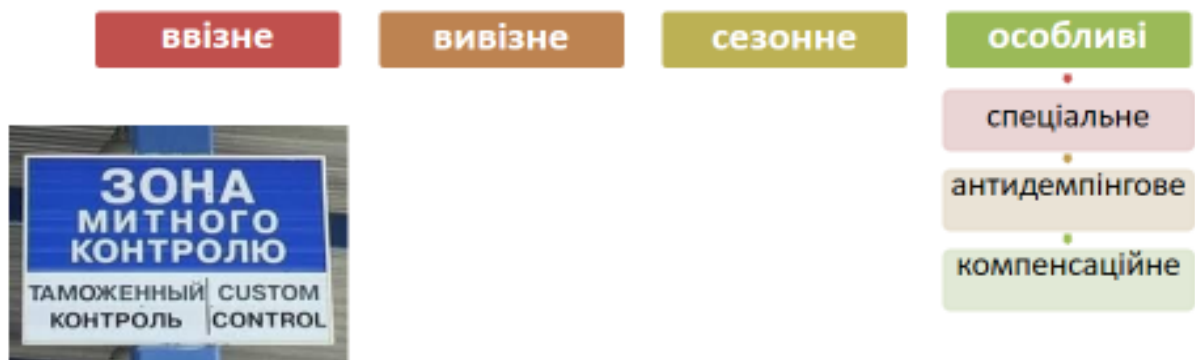 ввізне
вивізне
сезонне
особливі
спеціальне
антидемпінгове
компенсаційне
ЗОНА
МИТНОГО
КОНТРОЛЮ
ТАМОЖЕННЫЙ КОНТРОЛЬ
CUSTOM CONTROL